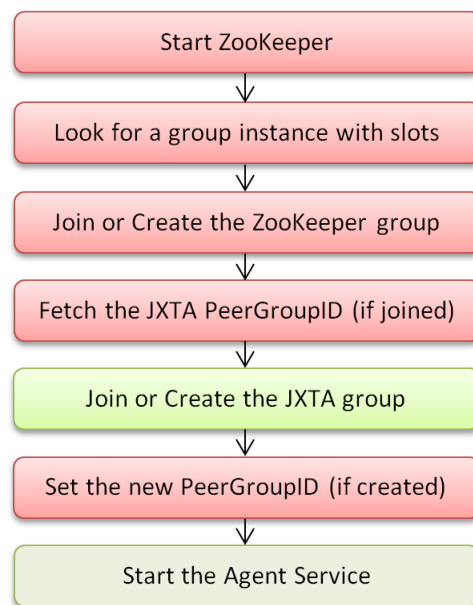 Start ZooKeeper
Look for a group instance with slots
Join or Create the ZooKeeper group
Fetch the JXTA PeerGroupID (if joined)
Join or Create the JXTA group
Set the new PeerGroupID (if created)
Start the Agent Service